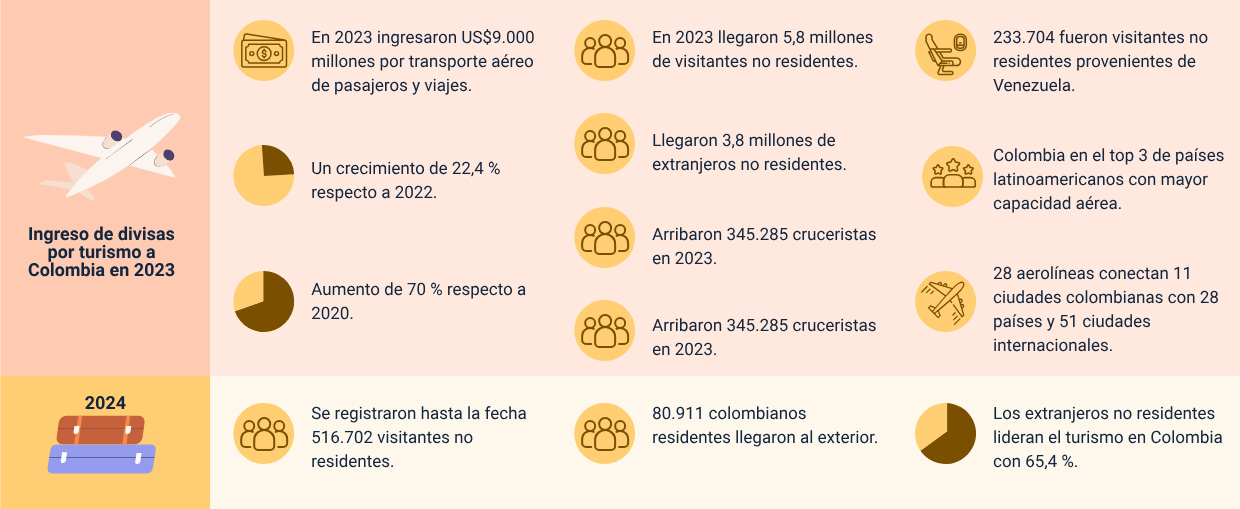 Ingreso de divisas
por turismo a
Colombia en 2023
En 2023 ingresaron US$9.000
millones por transporte aéreo
de pasajeros y viajes.
Un crecimiento de 22,4 %
respecto a 2022.
Aumento de 70 % respecto a
2020.
En 2023 llegaron 5,8 millones
de visitantes no residentes.
Llegaron 3,8 millones de
extranjeros no residentes.
Arribaron 345.285 cruceristas
en 2023.
Arribaron 345.285 cruceristas
en 2023.
233.704 fueron visitantes no
residentes provenientes de
Venezuela.
Colombia en el top 3 de países
latinoamericanos con mayor
capacidad aérea.
28 aerolíneas conectan 11
ciudades colombianas con 28
países y 51 ciudades
internacionales.
2024
Se registraron hasta la fecha
516.702 visitantes no
residentes.
80.911 colombianos
residentes llegaron al exterior.
Los extranjeros no residentes
lideran el turismo en Colombia
con 65,4 %.